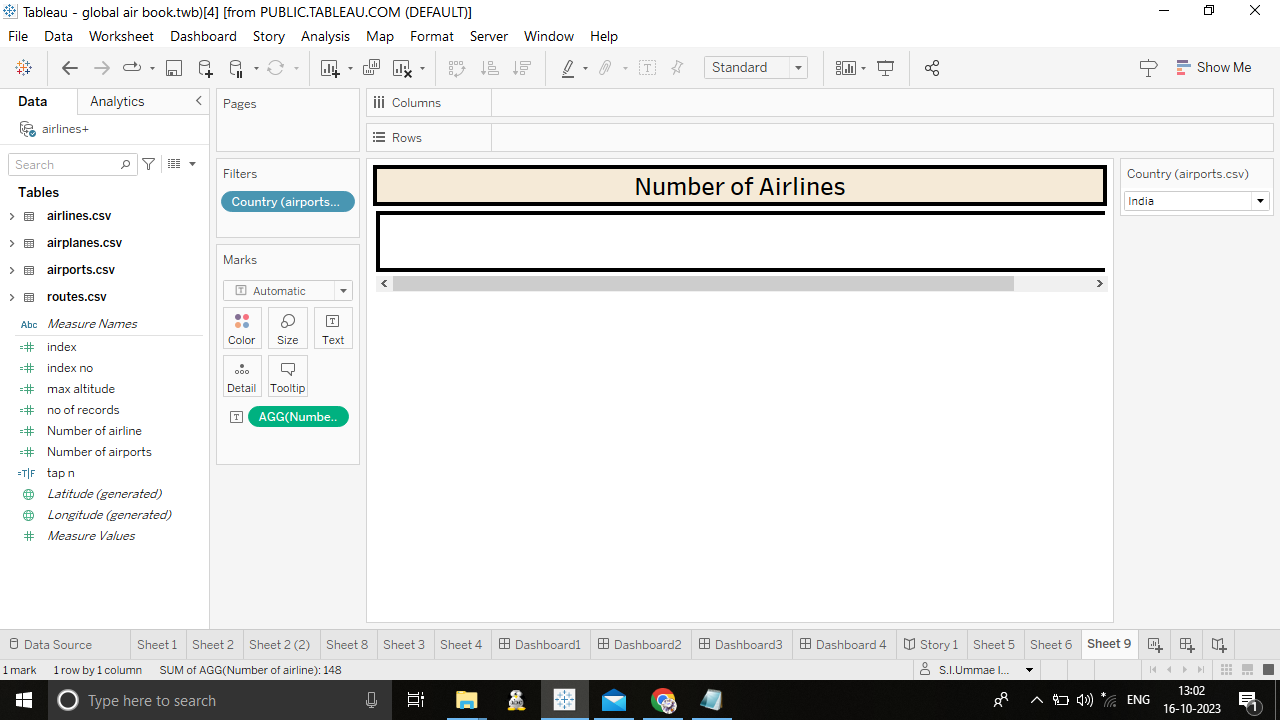 Tableau - global air book.twb)[4] [from PUBLIC.TABLEAU.COM (DEFAULT)]
File Data Worksheet Dashboard Story Analysis Map Format Server Window Help
Standard
Show Me
Data Analytics
airlines+
Search
Tables
airlines.csv
airplanes.csv
airports.csv
routes.csv
Abc Measure Names
index
index no
max altitude
no of records
Number of airline
Number of airports
=T|F tap n
Latitude (generated)
Longitude (generated)
Measure Values
Pages
Filters
Country (airports...
Marks
Automatic
Color Size Text
Detail Tooltip
AGG(Numbe..
Columns
Rows
Number of Airlines
Country (airports.csv)
India
Data Source Sheet 1 Sheet 2 Sheet 2 (2) Sheet 8 Sheet 3 Sheet 4 Dashboard1 Dashboard2 Dashboard3 Dashboard 4 Story 1 Sheet 5 Sheet 6 Sheet 9
1 mark 1 row by 1 column SUM of AGG(Number of airline): 148 S.I.Ummae I...
Type here to search
ENG
13:02
16-10-2023
1